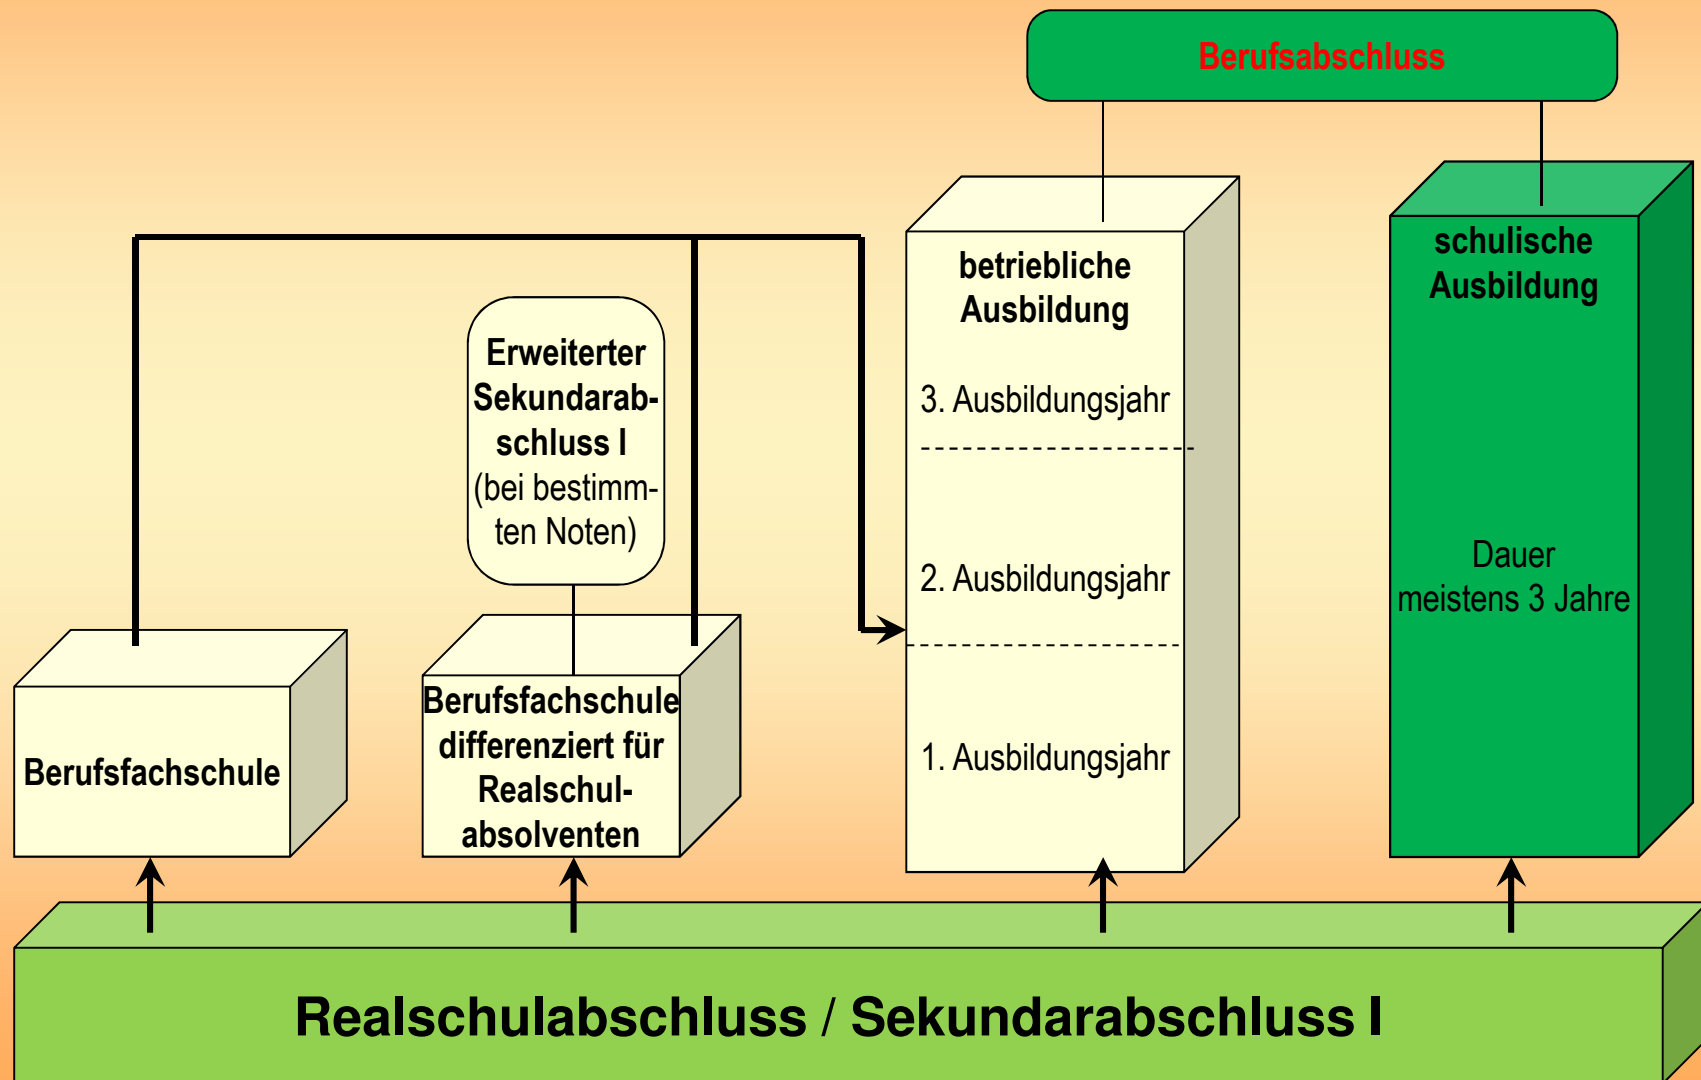 Berufsabschluss
betriebliche
Ausbildung
3. Ausbildungsjahr
2. Ausbildungsjahr
1. Ausbildungsjahr
schulische
Ausbildung
Dauer
meistens 3 Jahre
Erweiterter
Sekundarab-
schluss I
(bei bestimm-
ten Noten)
Berufsfachschule
Berufsfachschule
differenziert für
Realschul-
absolventen
Realschulabschluss / Sekundarabschluss I